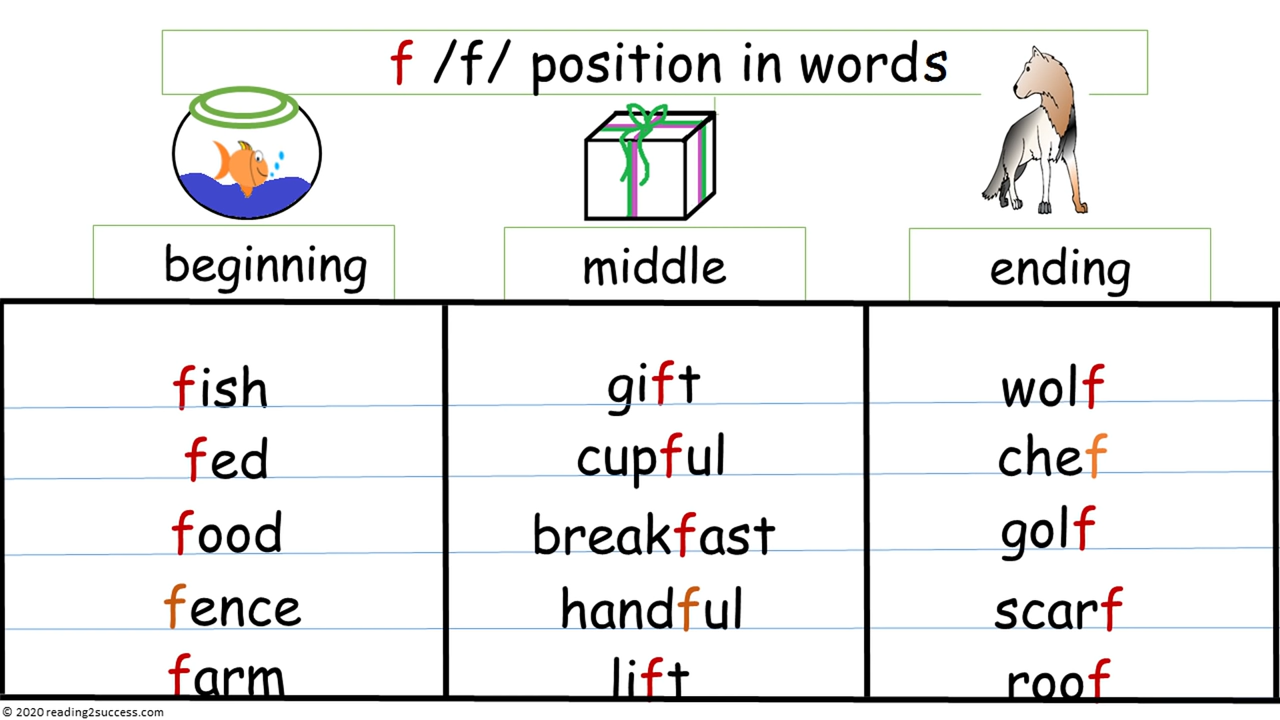 f /f/ position in words
beginning middle ending
fish gift wolf
fed cupful chef
food breakfast golf
fence handful scarf
farm lift roof
© 2020 reading2success.com